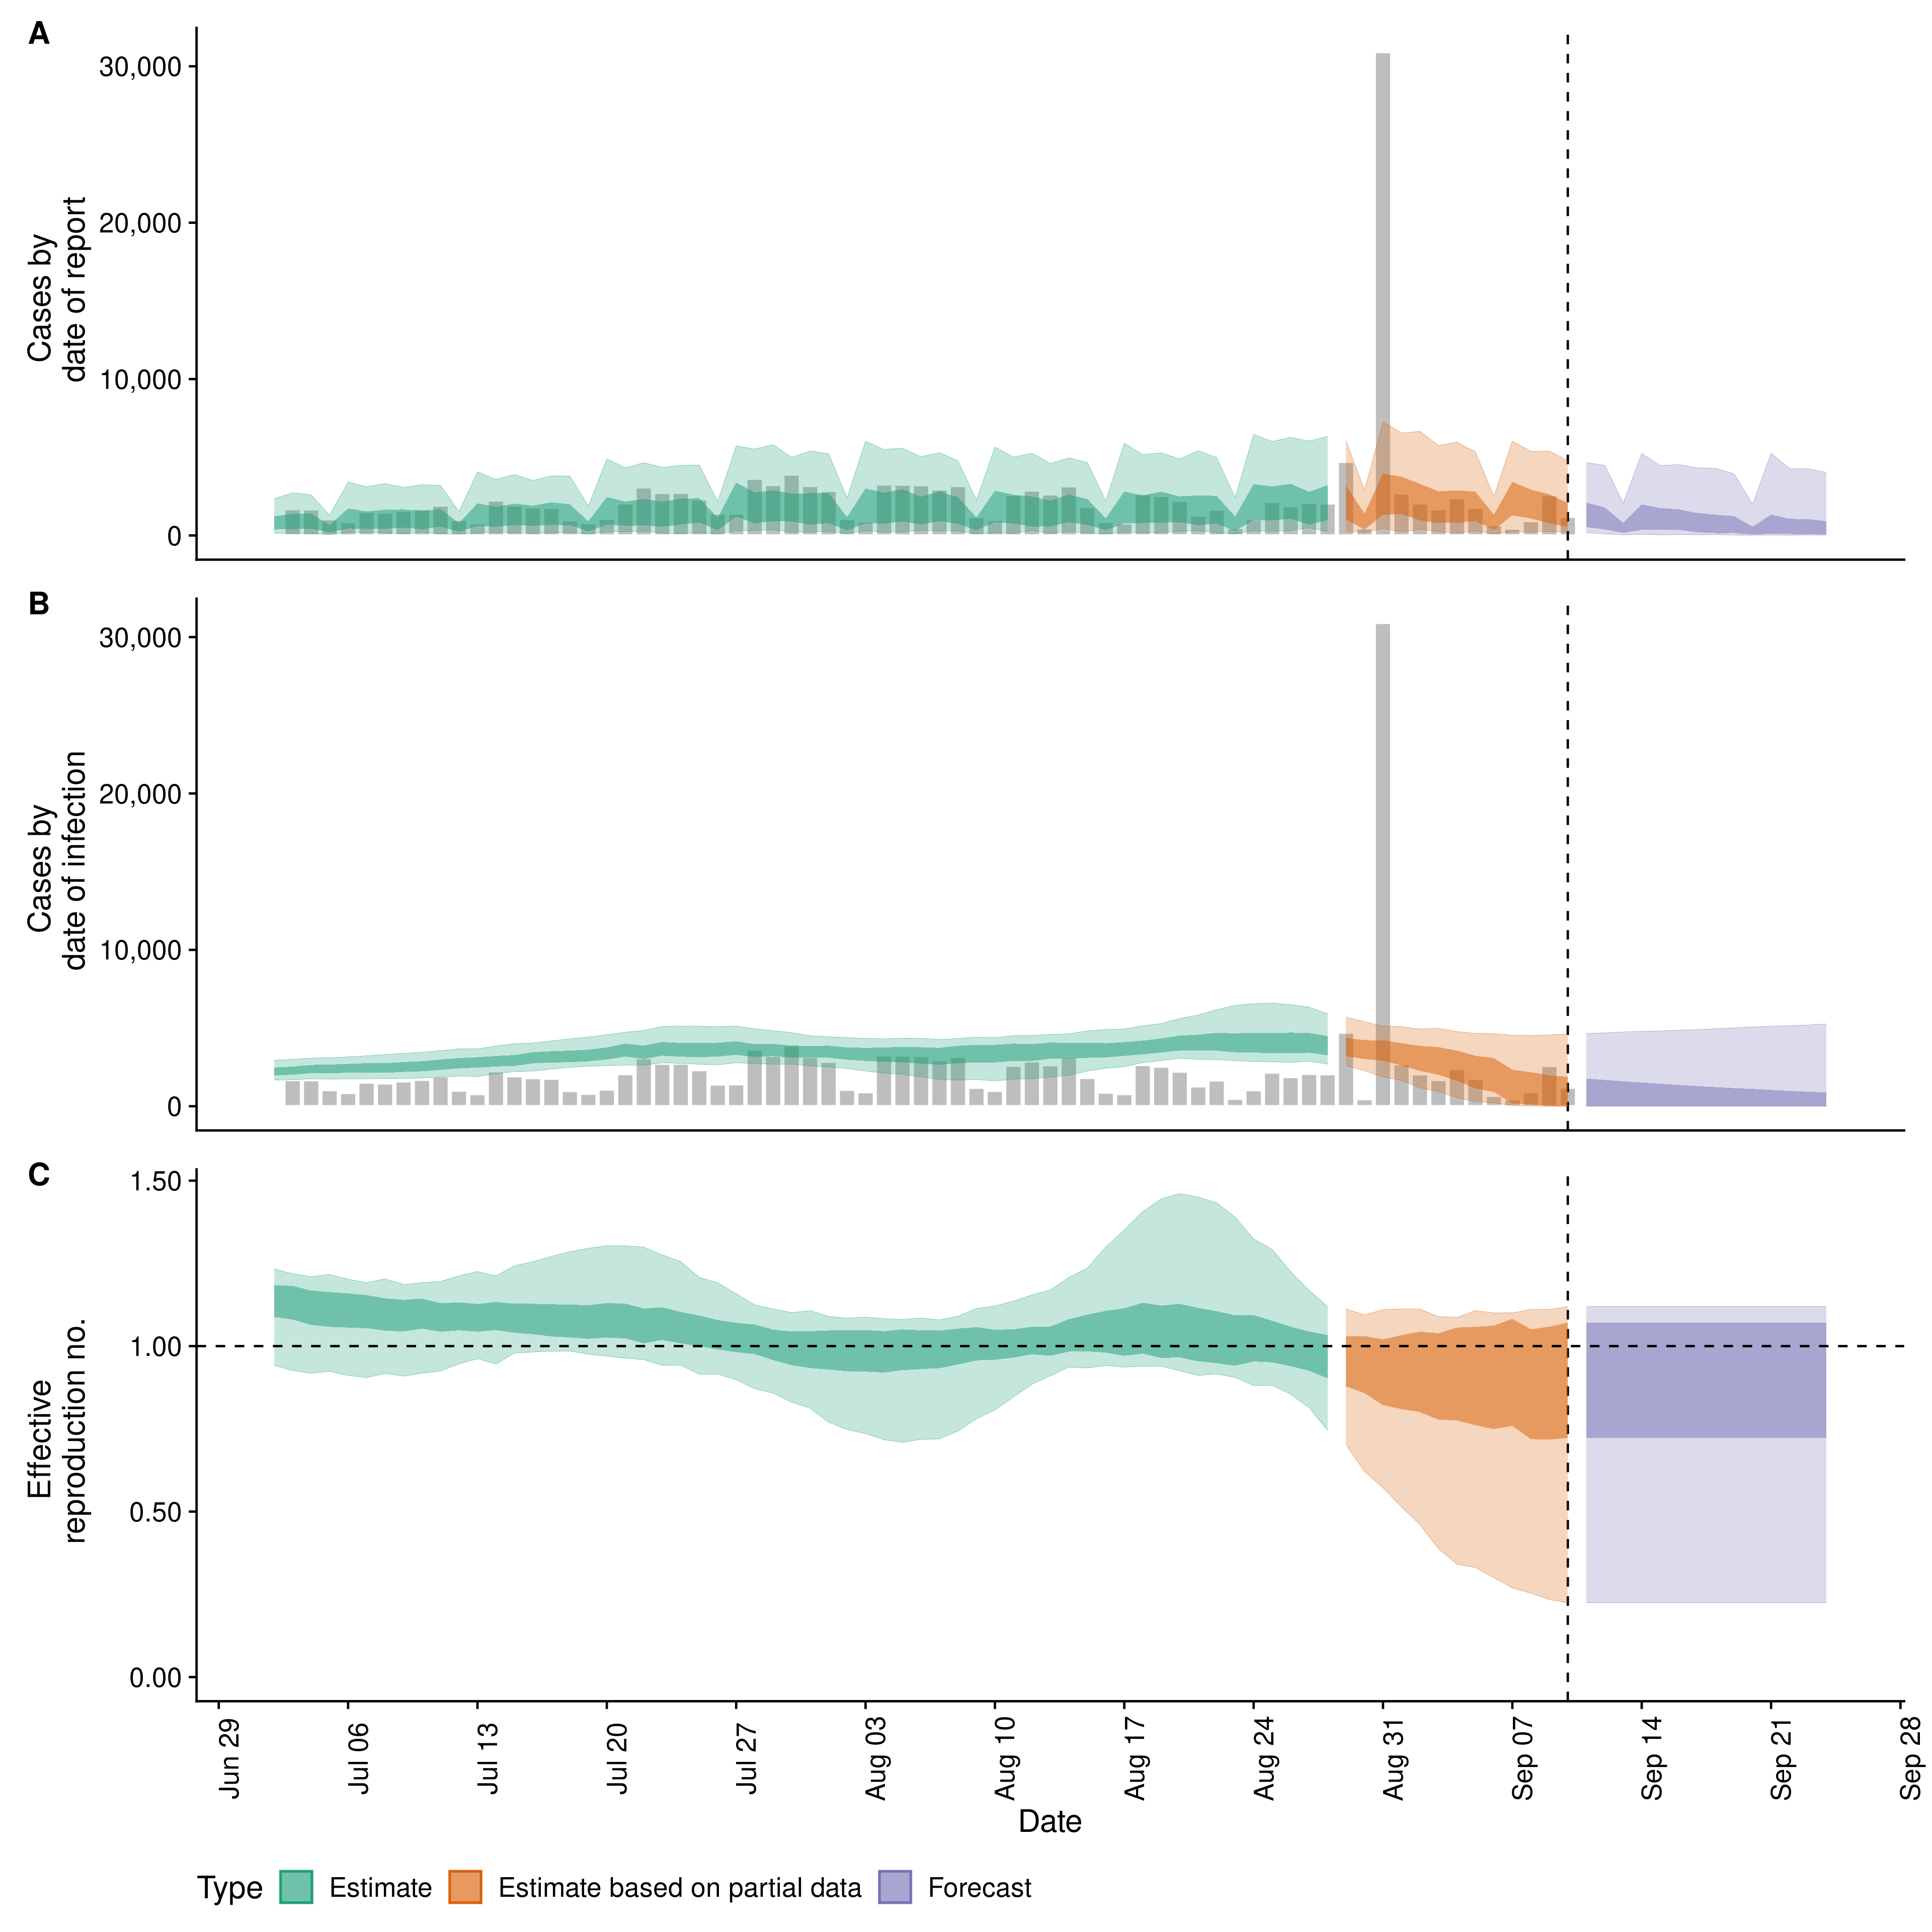 A
Cases by
date of report
30,000
20,000
10,000
0
B
Cases by
date of infection
30,000
20,000
10,000
0
C
Effective
reproduction no.
1.50
1.00
0.50
0.00
Jun 29
Jul 06
Jul 13
Jul 20
Jul 27
Aug 03
Aug 10
Aug 17
Aug 24
Aug 31
Sep 07
Sep 14
Sep 21
Sep 28
Date
Type Estimate Estimate based on partial data Forecast